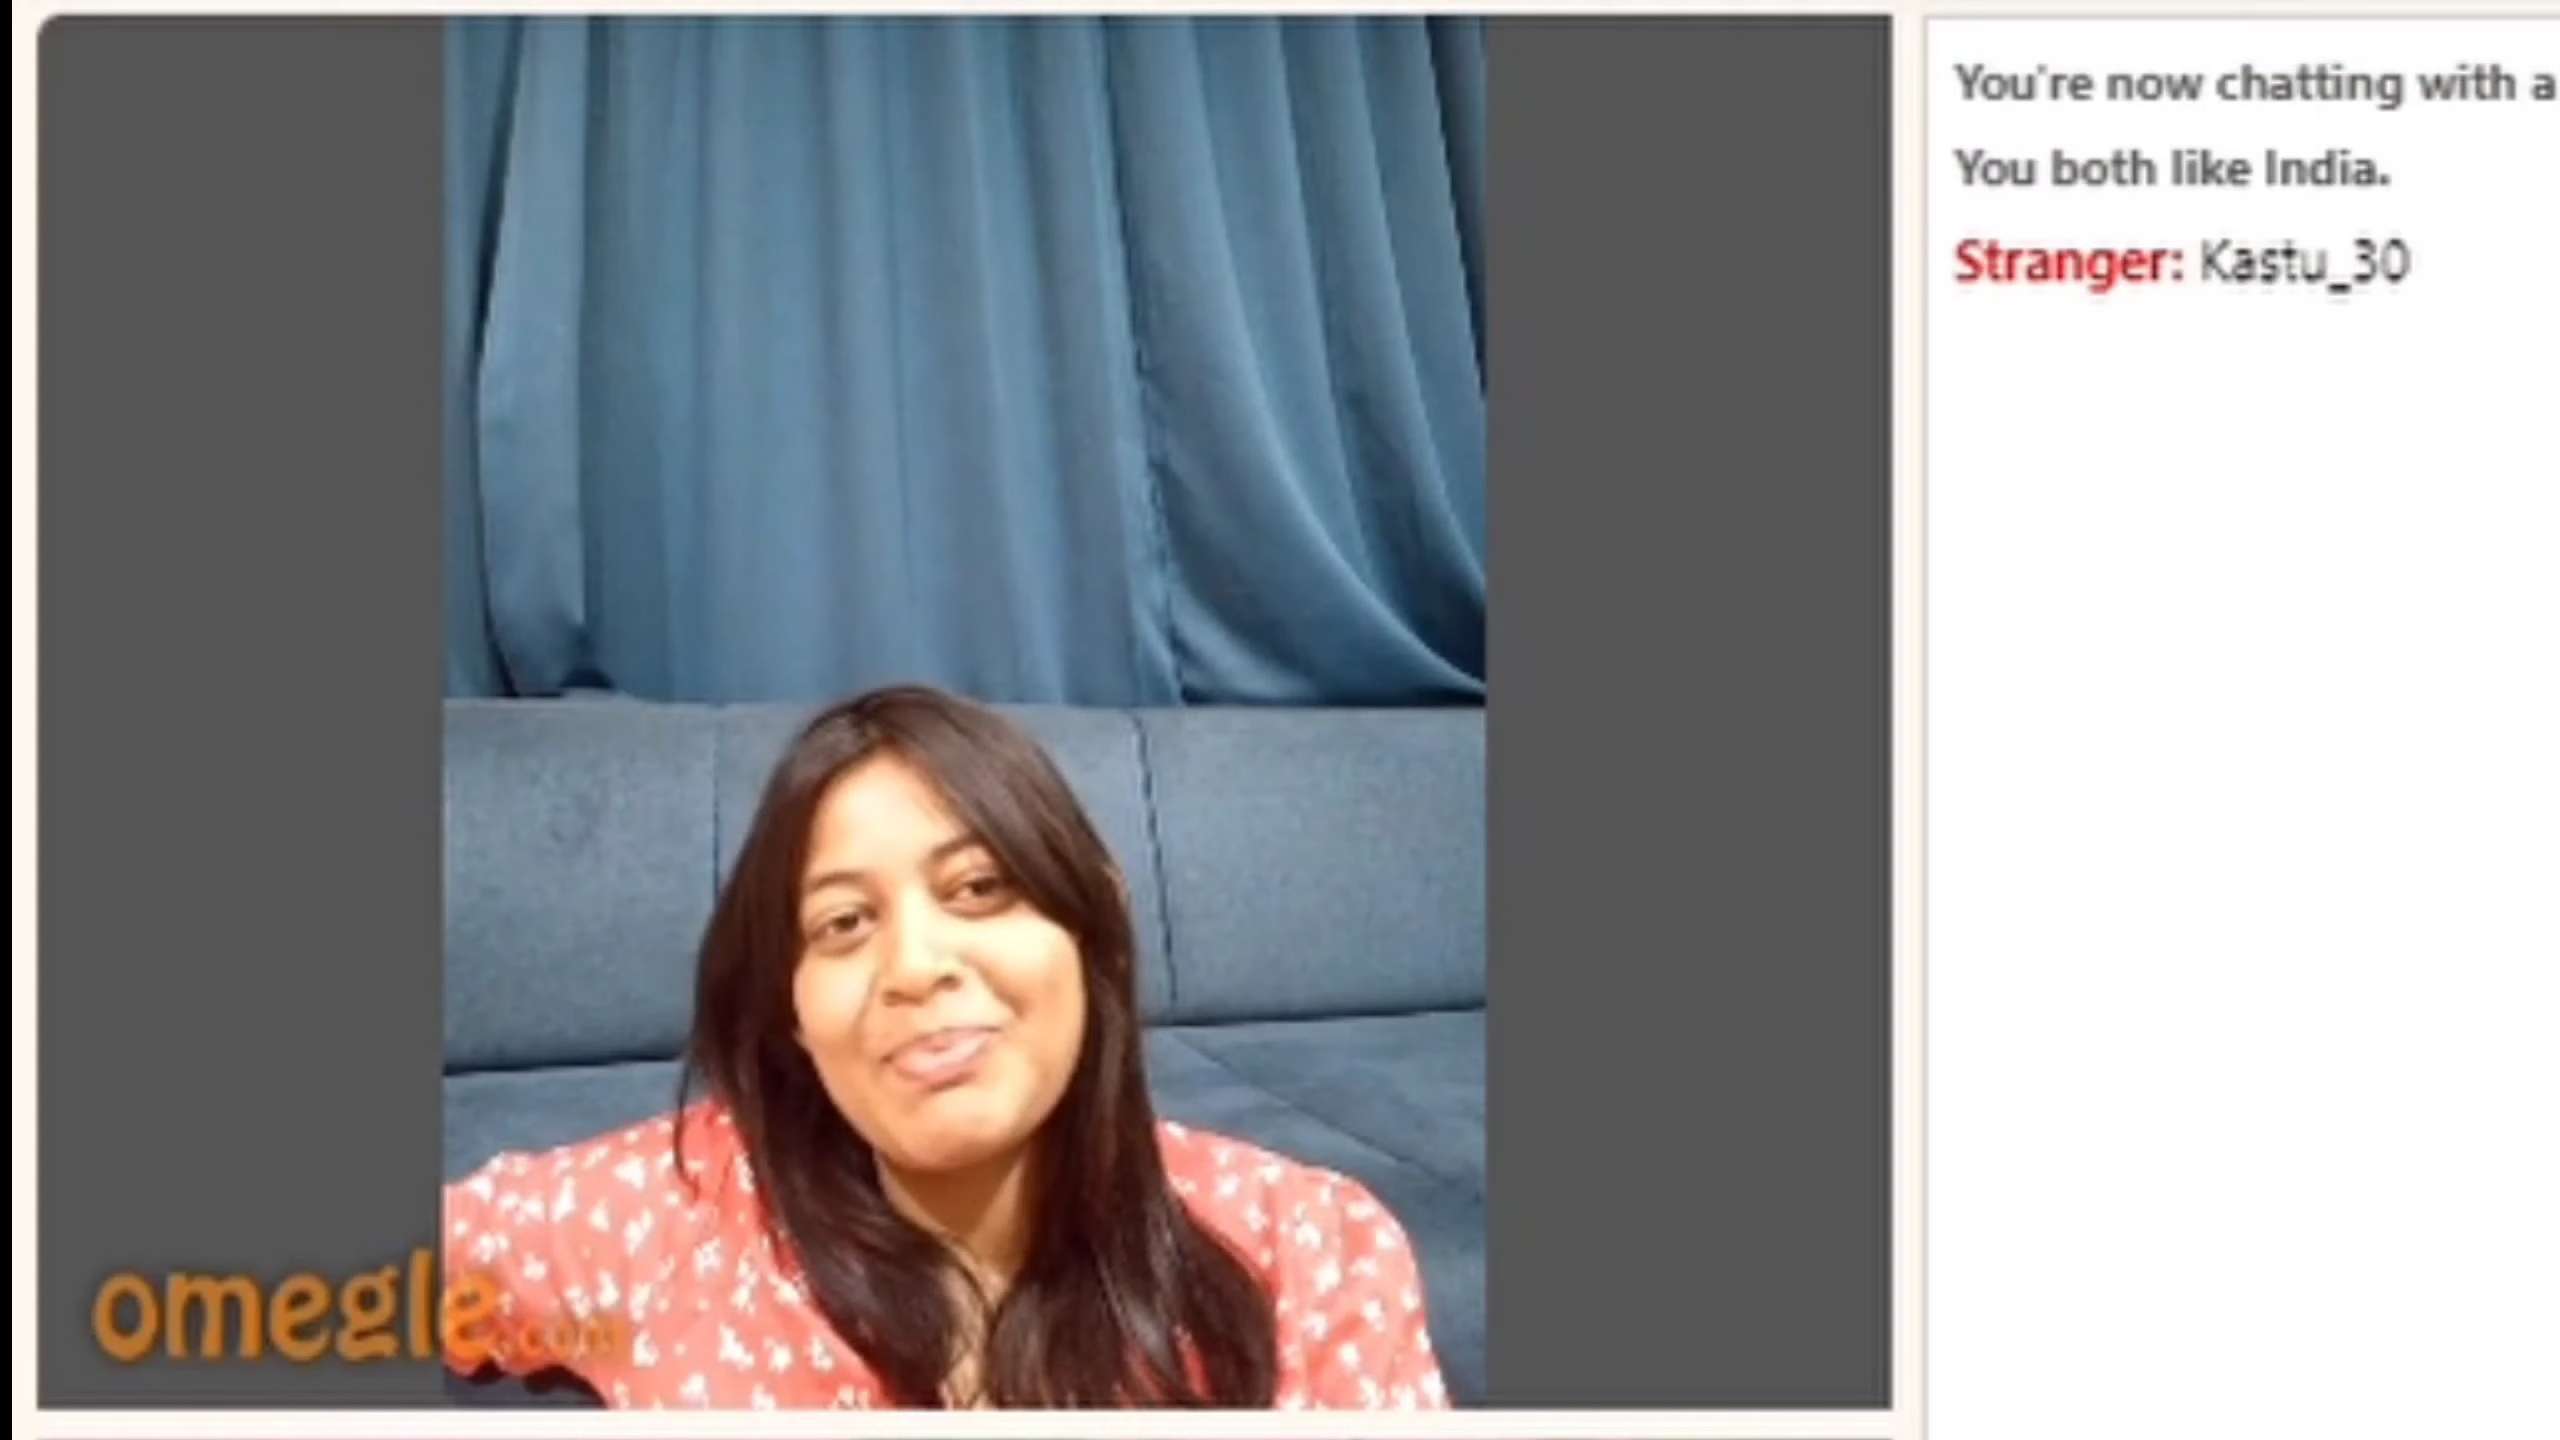 You're now chatting with a
You both like India.
Stranger: Kastu_30
omegle.com